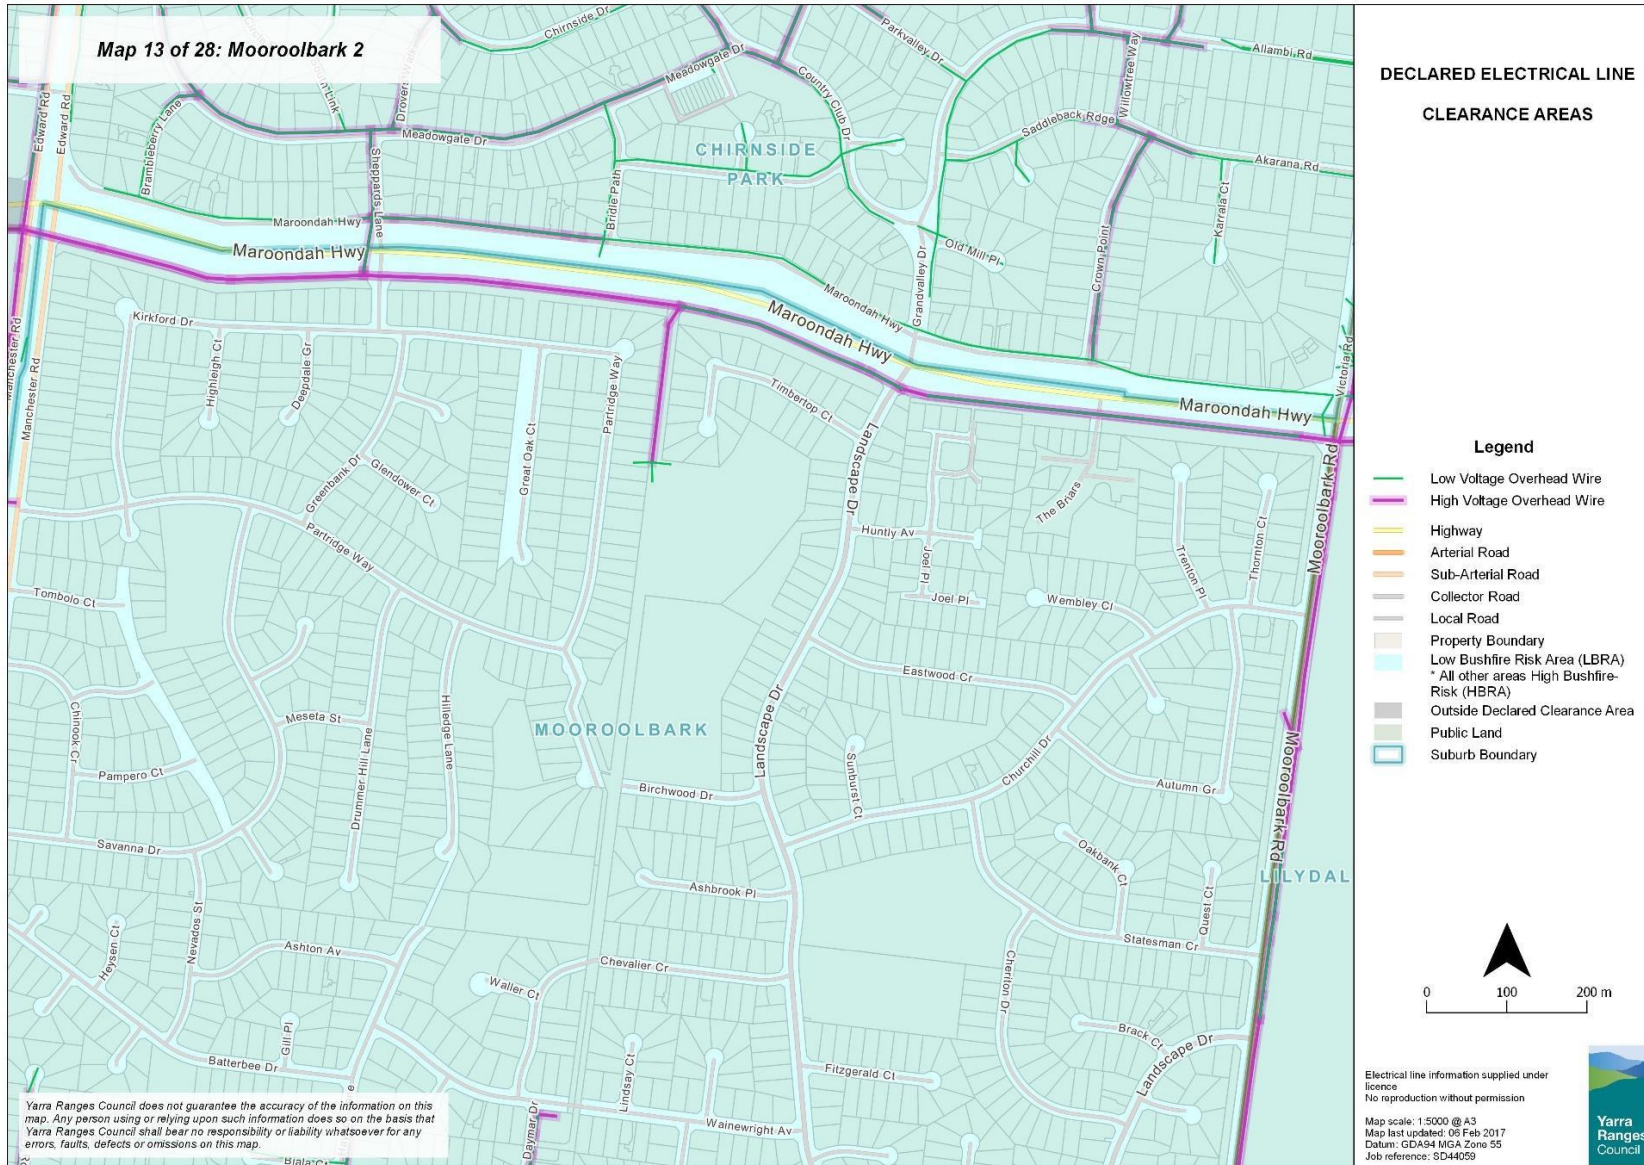 Map 13 of 28: Mooroolbark 2
DECLARED ELECTRICAL LINE
CLEARANCE AREAS
Chirnside Dr
Parkvalley Dr
Allambi Rd
Willowtree Way
Meadowgate Dr
Country Club Dr
Edward Rd
Edward Rd
Brambleberry Lane
Link
Meadowgate Dr
Saddleback Rdge
Akarana Rd
CHIRNSIDE
PARK
Sheppards Lane
Bridle Path
Karrala Ct
Maroondah Hwy
Maroondah Hwy
Old Mill Pl
Crown Point
Grandvalley Dr
Maroondah Hwy
Maroondah Hwy
Maroondah Hwy
Victoria Rd
Manchester Rd
Manchester Rd
Kirkford Dr
Highleigh Ct
Deepdale Gr
Partridge Way
Timbertop Ct
Landscape Dr
Great Oak Ct
Greenbank Dr
Glendower Ct
The Briars
Mooroolbark Rd
Huntly Av
Joel Pl
Joel Pl
Trenton Pl
Thornton Ct
Partridge Way
Tombolo Ct
Wembley Cl
Eastwood Cr
Hilledge Lane
Chinook Cr
Meseta St
MOOROOLBARK
Landscape Dr
Sunburst Ct
Churchill Dr
Mooroolbark Rd
Pampero Ct
Drummer Hill Lane
Birchwood Dr
Autumn Gr
Savanna Dr
Oakbank Ct
LILYDAL
Ashbrook Pl
Quest Ct
Nevados St
Heysen Ct
Ashton Av
Statesman Cr
Chevalier Cr
Cheriton Dr
Waller Ct
Gill Pl
Brack Ct
Landscape Dr
Batterbee Dr
Lindsay Ct
Fitzgerald Ct
Daymar Dr
Wainewright Av
Biala Ct
Yarra Ranges Council does not guarantee the accuracy of the information on this
map. Any person using or relying upon such information does so on the basis that
Yarra Ranges Council shall bear no responsibility or liability whatsoever for any
errors, faults, defects or omissions on this map.
Legend
Low Voltage Overhead Wire
High Voltage Overhead Wire
Highway
Arterial Road
Sub-Arterial Road
Collector Road
Local Road
Property Boundary
Low Bushfire Risk Area (LBRA)
* All other areas High Bushfire-
Risk (HBRA)
Outside Declared Clearance Area
Public Land
Suburb Boundary
0 100 200 m
Electrical line information supplied under
licence
No reproduction without permission
Map scale: 1:5000 @ A3
Map last updated: 06 Feb 2017
Datum: GDA94 MGA Zone 55
Job reference: SD44059
Yarra
Ranges
Council